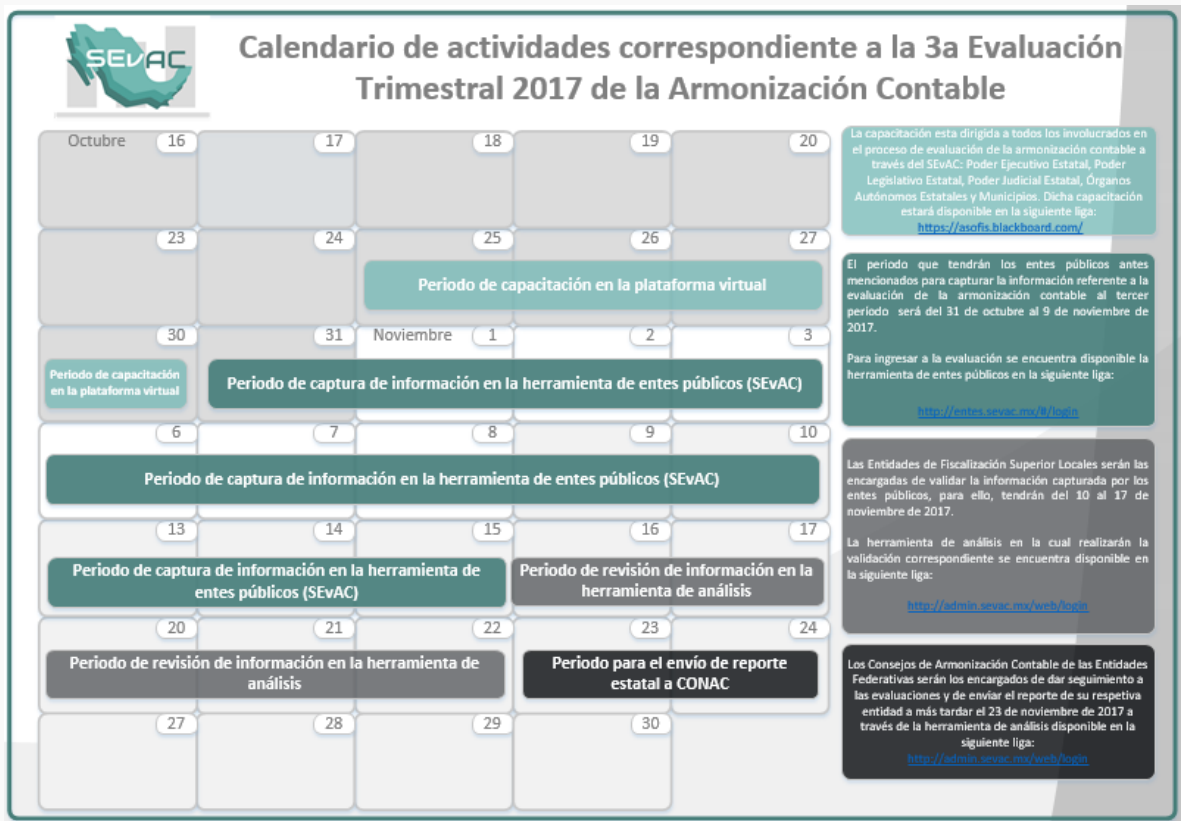 SEvAC
Calendario de actividades correspondiente a la 3a Evaluación
Trimestral 2017 de la Armonización Contable
Octubre 16 17 18 19 20
23 24 25 26 27
Periodo de capacitación en la plataforma virtual
30 31 Noviembre 1 2 3
Periodo de capacitación
en la plataforma virtual
Periodo de captura de información en la herramienta de entes públicos (SEvAC)
6 7 8 9 10
Periodo de captura de información en la herramienta de entes públicos (SEvAC)
13 14 15 16 17
Periodo de captura de información en la herramienta de
entes públicos (SEvAC)
Periodo de revisión de información en la
herramienta de análisis
20 21 22 23 24
Periodo de revisión de información en la herramienta de
análisis
Periodo para el envío de reporte
estatal a CONAC
27 28 29 30
La capacitación esta dirigida a todos los involucrados en
el proceso de evaluación de la armonización contable a
través del SEvAC: Poder Ejecutivo Estatal, Poder
Legislativo Estatal, Poder Judicial Estatal, Órganos
Autónomos Estatales y Municipios. Dicha capacitación
estará disponible en la siguiente liga:
https://asofis.blackboard.com/
El periodo que tendrán los entes públicos antes
mencionados para capturar la información referente a la
evaluación de la armonización contable al tercer
periodo será del 31 de octubre al 9 de noviembre de
2017.
Para ingresar a la evaluación se encuentra disponible la
herramienta de entes públicos en la siguiente liga:
http://entes.sevac.mx/#/login
Las Entidades de Fiscalización Superior Locales serán las
encargadas de validar la información capturada por los
entes públicos, para ello, tendrán del 10 al 17 de
noviembre de 2017.
La herramienta de análisis en la cual realizarán la
validación correspondiente se encuentra disponible en
la siguiente liga:
http://admin.sevac.mx/web/login
Los Consejos de Armonización Contable de las Entidades
Federativas serán los encargados de dar seguimiento a
las evaluaciones y de enviar el reporte de su respetiva
entidad a más tardar el 23 de noviembre de 2017 a
través de la herramienta de análisis disponible en la
siguiente liga:
http://admin.sevac.mx/web/login